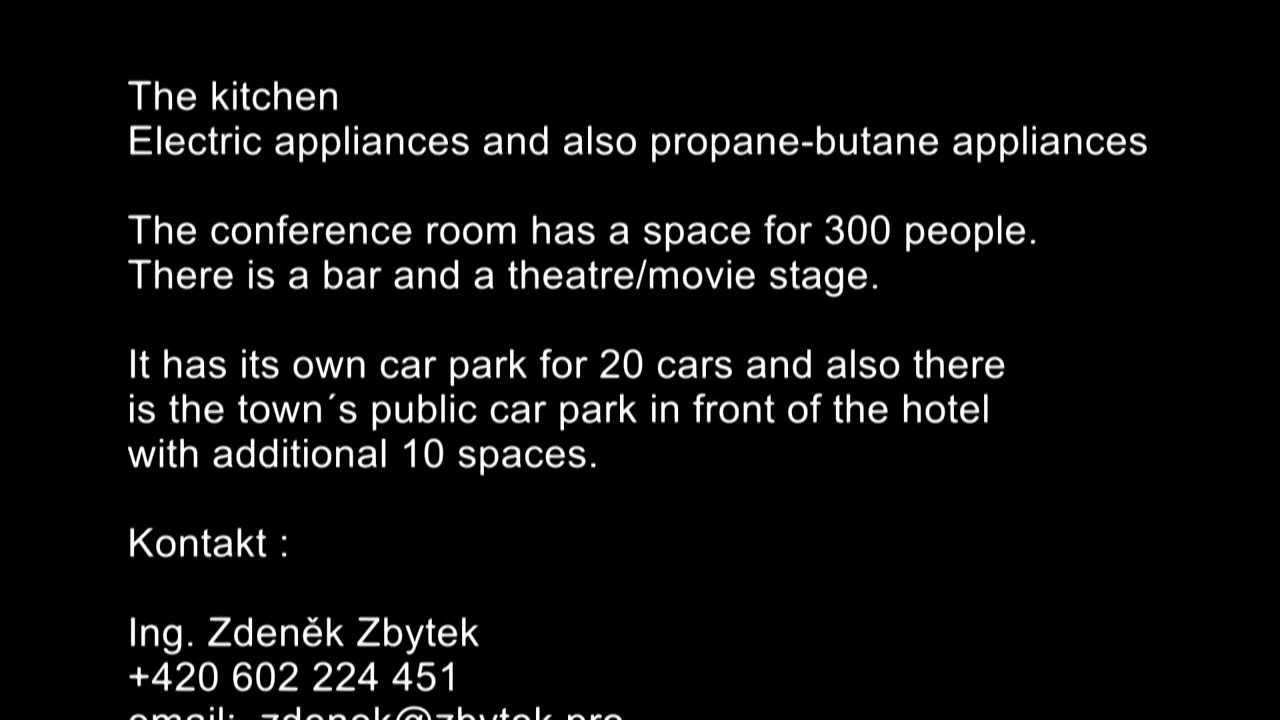 The kitchen
Electric appliances and also propane-butane appliances
The conference room has a space for 300 people.
There is a bar and a theatre/movie stage.
It has its own car park for 20 cars and also there
is the town´s public car park in front of the hotel
with additional 10 spaces.
Kontakt :
Ing. Zdeněk Zbytek
+420 602 224 451
email: zdenek@zbytek.pro